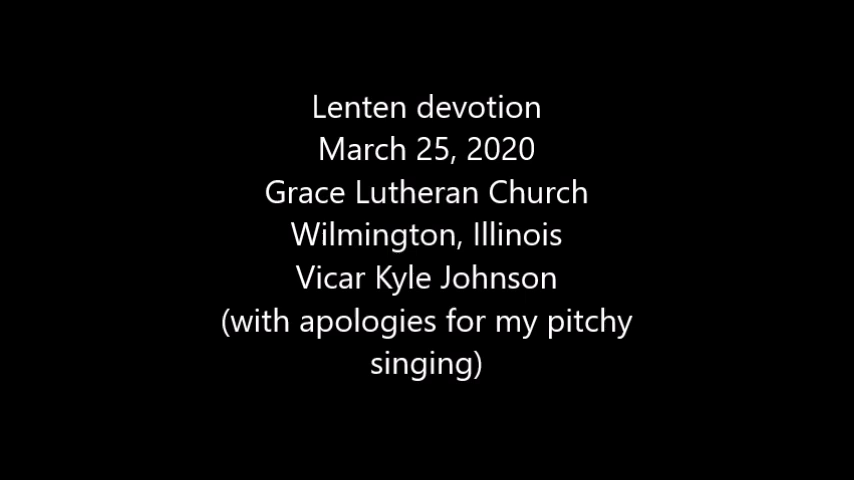 Lenten devotion
March 25, 2020
Grace Lutheran Church
Wilmington, Illinois
Vicar Kyle Johnson
(with apologies for my pitchy
singing)